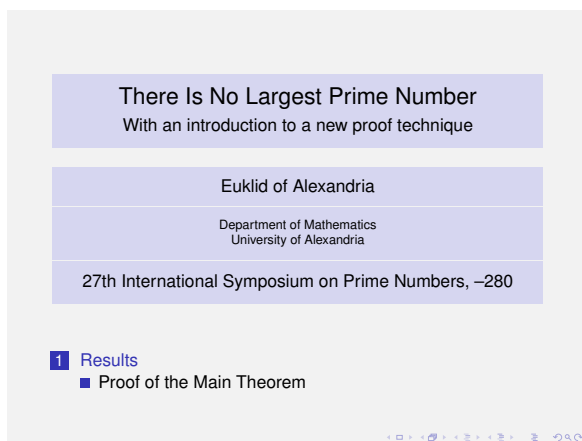 There Is No Largest Prime Number
With an introduction to a new proof technique
Euklid of Alexandria
Department of Mathematics
University of Alexandria
27th International Symposium on Prime Numbers, –280
1 Results
Proof of the Main Theorem